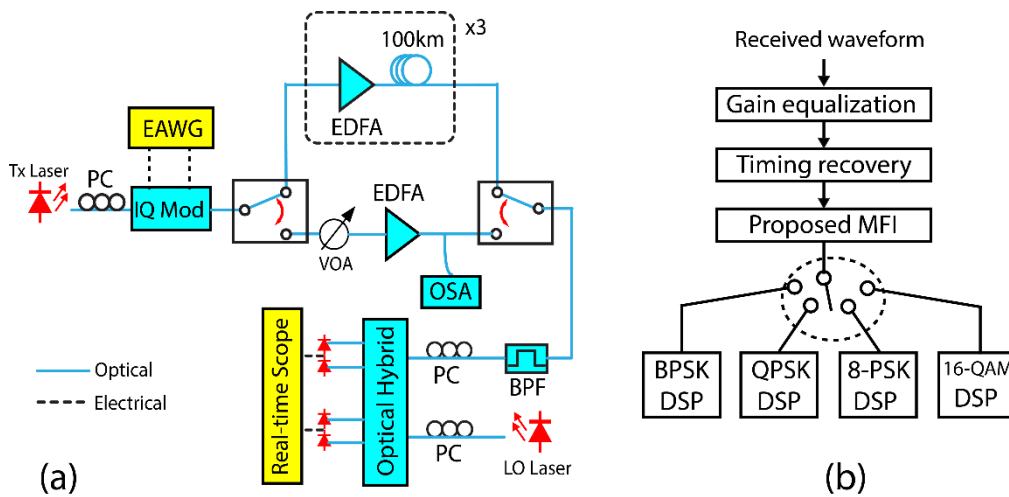 x3
100km
EDFA
EAWG
Tx Laser
PC
IQ Mod
EDFA
VOA
OSA
Real-time Scope
Optical Hybrid
PC
BPF
PC
LO Laser
Optical
Electrical
(a)
Received waveform
Gain equalization
Timing recovery
Proposed MFI
BPSK
DSP
QPSK
DSP
8-PSK
DSP
16-QAM
DSP
(b)